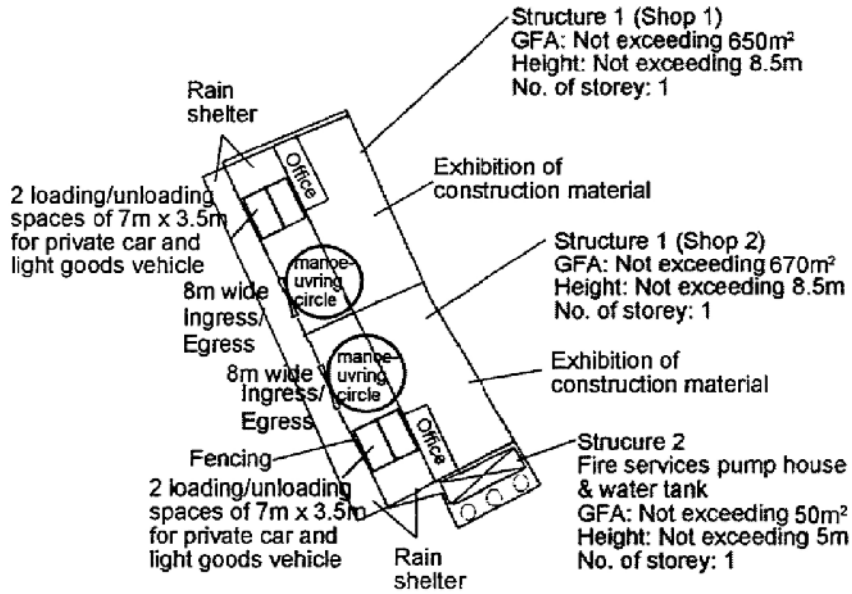 Structure 1 (Shop 1)
GFA: Not exceeding 650m²
Height: Not exceeding 8.5m
No. of storey: 1
Rain
shelter
Office
Exhibition of
construction material
2 loading/unloading
spaces of 7m x 3.5m
for private car and
light goods vehicle
Structure 1 (Shop 2)
GFA: Not exceeding 670m²
Height: Not exceeding 8.5m
No. of storey: 1
manoe-
uvring
circle
8m wide
Ingress/
Egress
manoe-
uvring
circle
8m wide
Ingress/
Egress
Exhibition of
construction material
Office
Fencing
2 loading/unloading
spaces of 7m x 3.5m
for private car and
light goods vehicle
Strucure 2
Fire services pump house
& water tank
GFA: Not exceeding 50m²
Height: Not exceeding 5m
No. of storey: 1
Rain
shelter